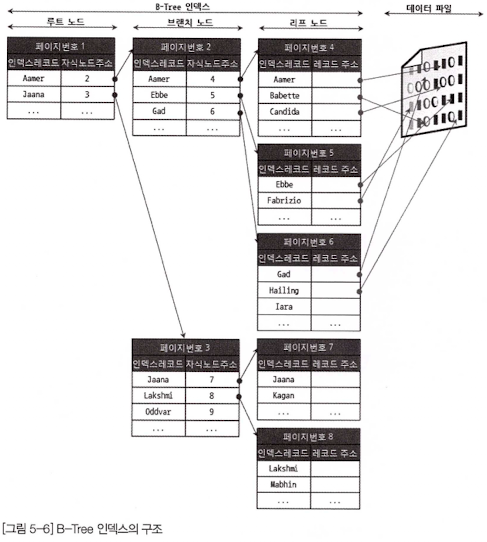 B-Tree 인덱스
루트 노드
브랜치 노드
리프 노드
데이터 파일
페이지번호 1
인덱스레코드 자식노드주소
Aamer 2
Jaana 3
... ...
페이지번호 2
인덱스레코드 자식노드주소
Aamer 4
Ebbe 5
Gad 6
... ...
페이지번호 4
인덱스레코드 레코드 주소
Aamer
Babette
Candida
... ...
페이지번호 5
인덱스레코드 레코드 주소
Ebbe
Fabrizio
... ...
페이지번호 6
인덱스레코드 레코드 주소
Gad
Hailing
Iara
... ...
페이지번호 3
인덱스레코드 자식노드주소
Jaana 7
Lakshmi 8
Oddvar 9
... ...
페이지번호 7
인덱스레코드 레코드 주소
Jaana
Kagan
... ...
페이지번호 8
인덱스레코드 레코드 주소
Lakshmi
Mabhin
... ...
[그림 5-6] B-Tree 인덱스의 구조